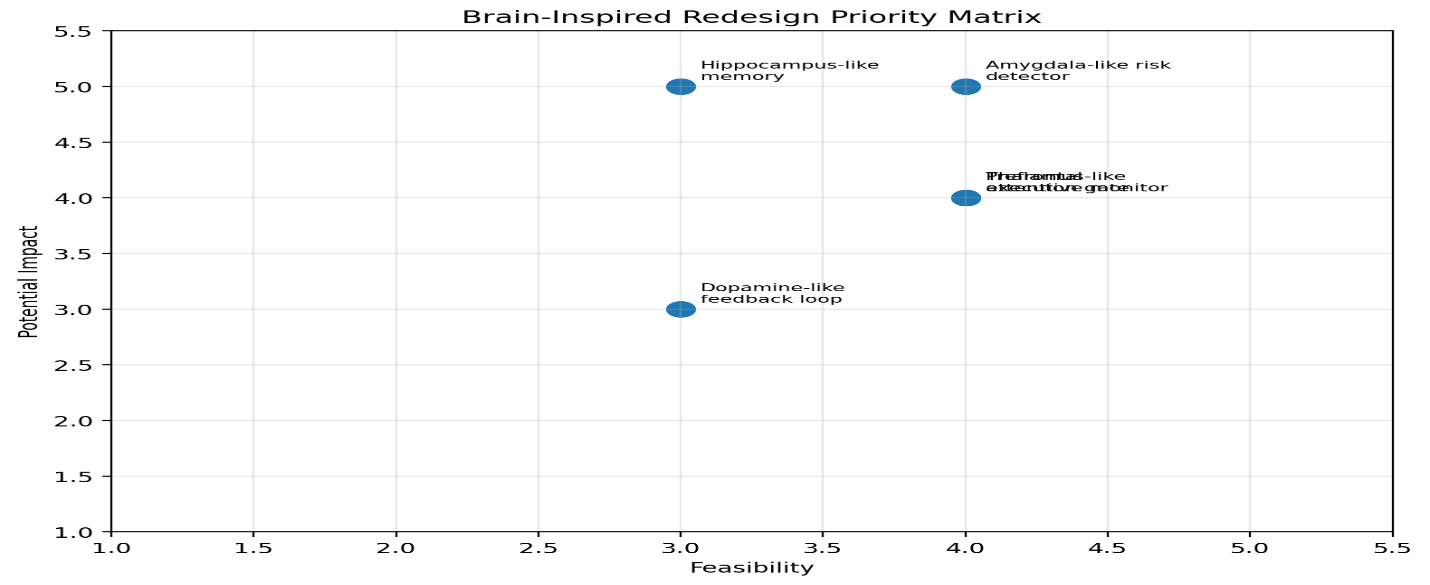 Brain-Inspired Redesign Priority Matrix
5.5
5.0
4.5
4.0
3.5
3.0
2.5
2.0
1.5
1.0
Potential Impact
Hippocampus-like
memory
Amygdala-like risk
detector
Dopamine-like
feedback loop
1.0 1.5 2.0 2.5 3.0 3.5 4.0 4.5 5.0 5.5
Feasibility